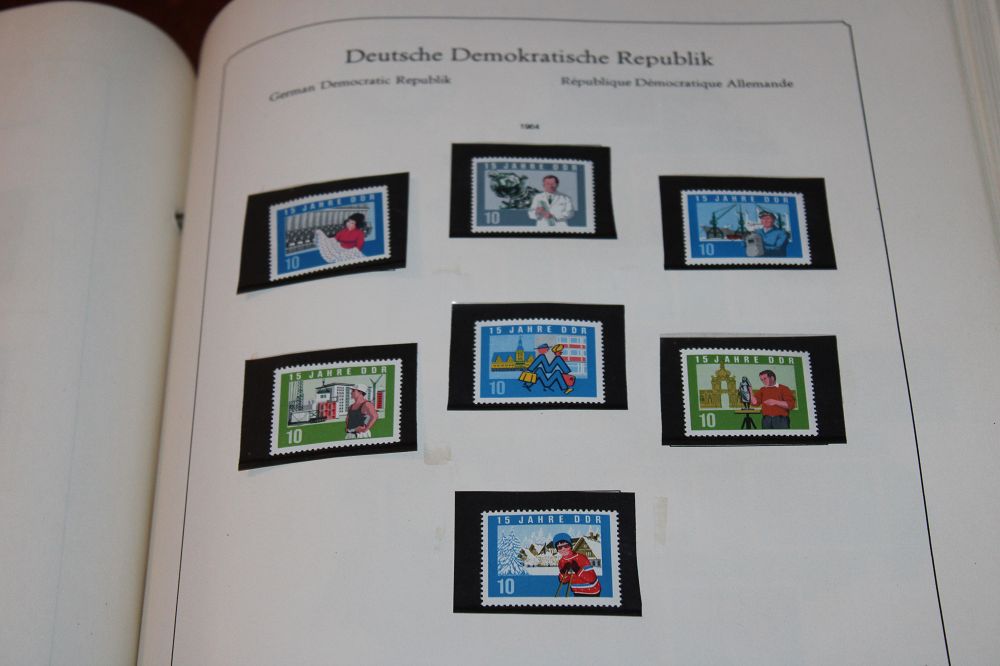 Deutsche Demokratische Republik
German Democratic Republik
République Démocratique Allemande
1964
15 JAHRE DDR
10
15 JAHRE DDR
10
15 JAHRE DDR
10
15 JAHRE DDR
10
15 JAHRE DDR
10
15 JAHRE DDR
10
15 JAHRE DDR
10